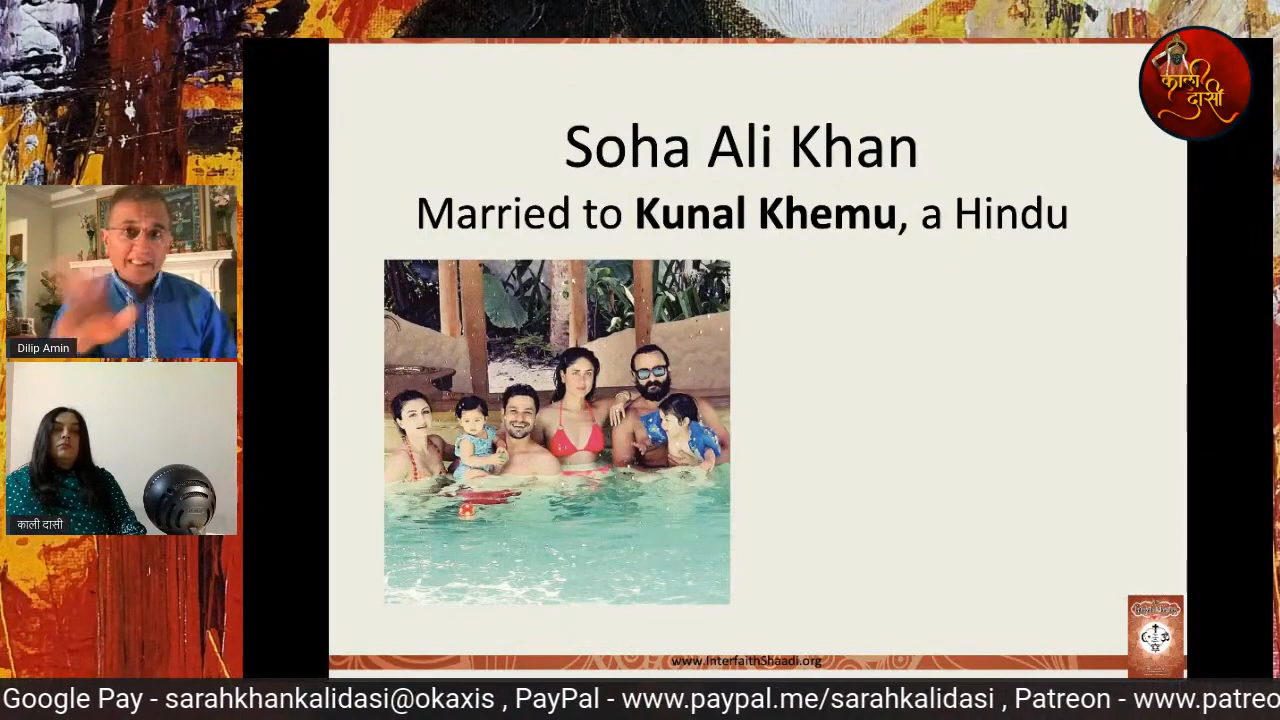 काली
दासी
Soha Ali Khan
Married to Kunal Khemu, a Hindu
Dilip Amin
काली दासी
www.InterfaithShaadi.org
Google Pay - sarahkhankalidasi@okaxis , PayPal - www.paypal.me/sarahkalidasi , Patreon - www.patreo